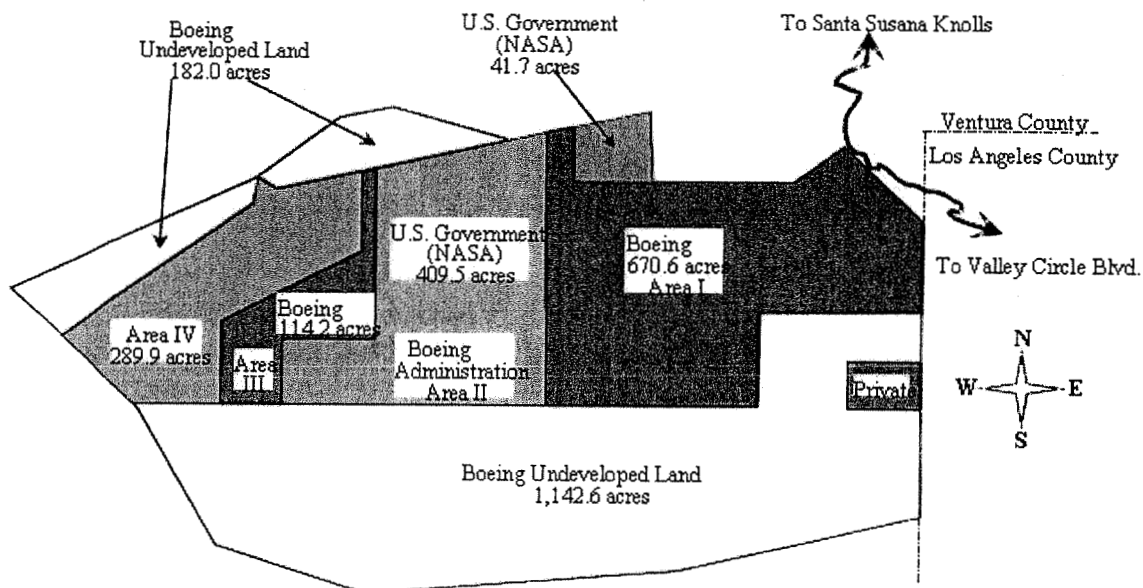 Boeing
Undeveloped Land
182.0 acres
U.S. Government
(NASA)
41.7 acres
To Santa Susana Knolls
Ventura County
Los Angeles County
To Valley Circle Blvd.
U.S. Government
(NASA)
409.5 acres
Boeing
670.6 acres
Area I
Boeing
114.2 acres
Area IV
289.9 acres
Area
III
Boeing
Administration
Area II
Private
N
W
E
S
Boeing Undeveloped Land
1,142.6 acres